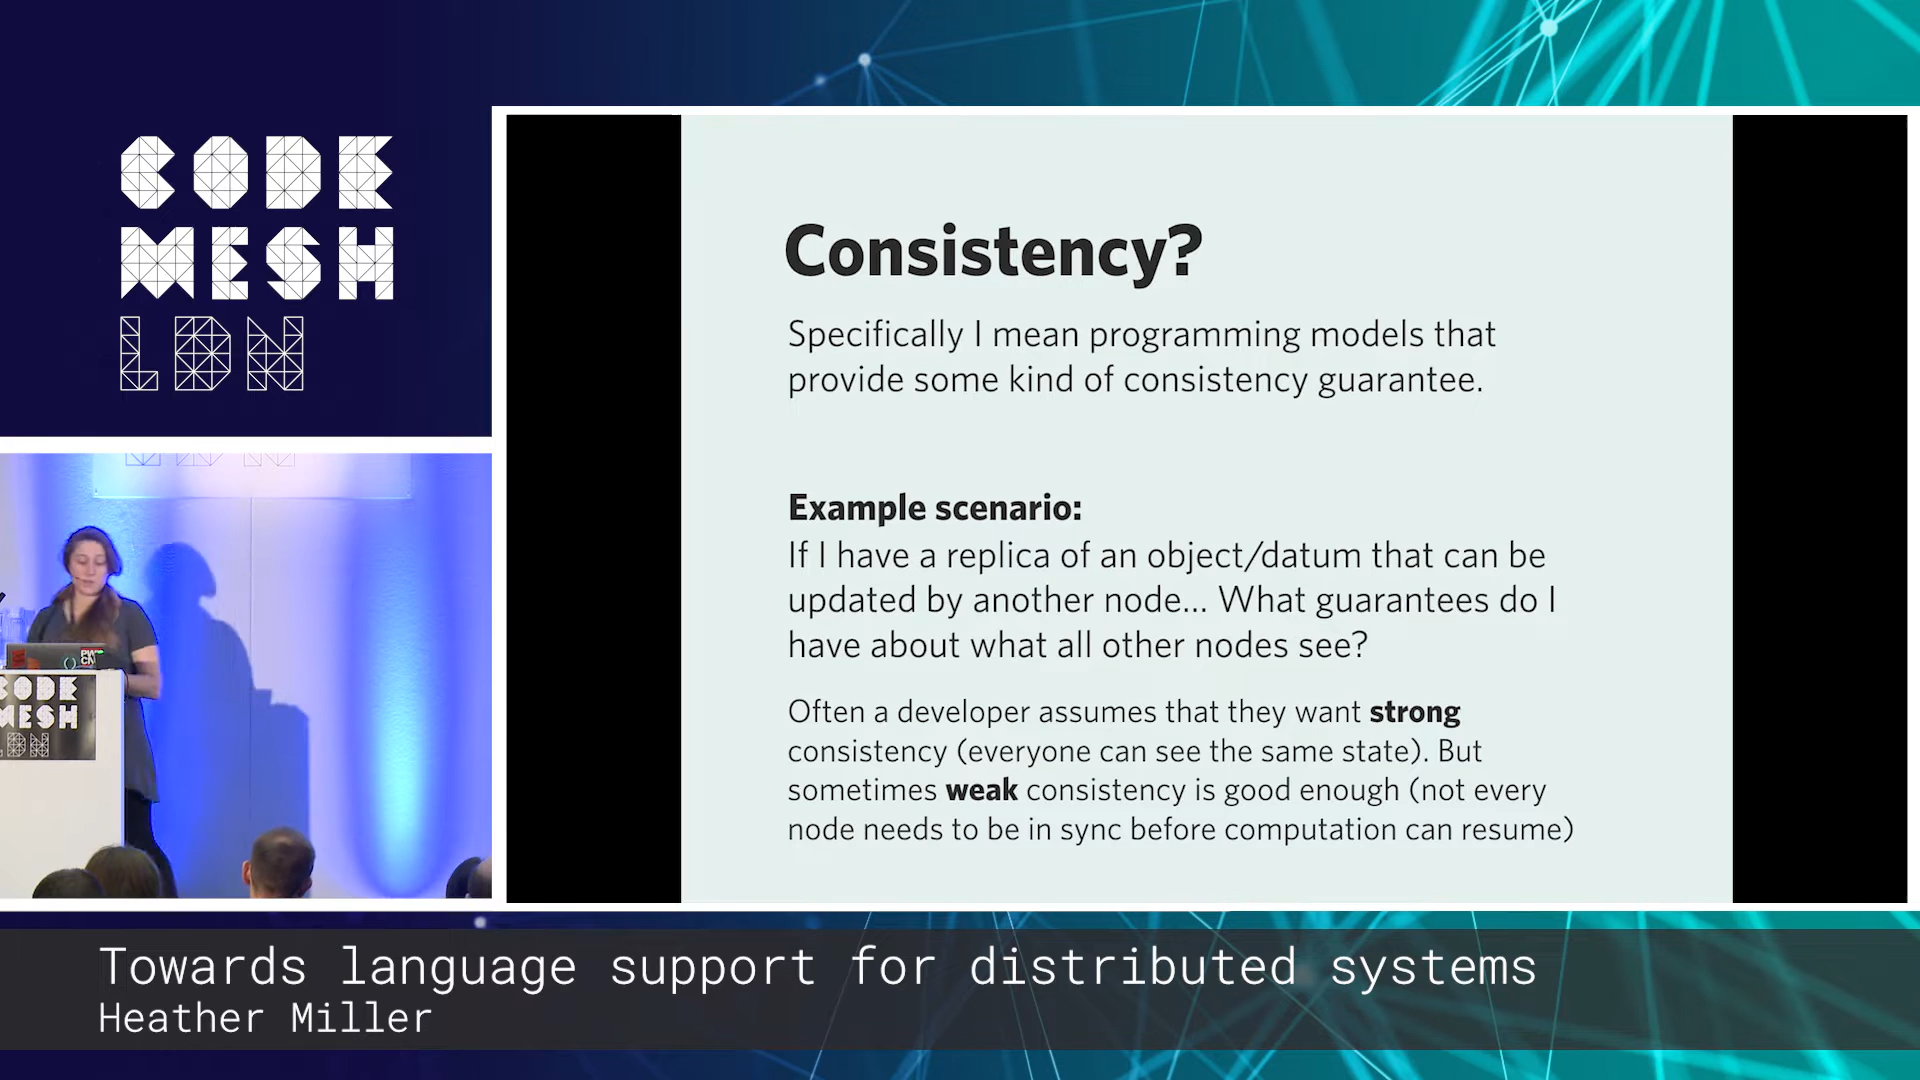 CODE
MESH
LDN
Consistency?
Specifically I mean programming models that
provide some kind of consistency guarantee.
Example scenario:
If I have a replica of an object/datum that can be
updated by another node... What guarantees do I
have about what all other nodes see?
Often a developer assumes that they want strong
consistency (everyone can see the same state). But
sometimes weak consistency is good enough (not every
node needs to be in sync before computation can resume)
CODE
MESH
LDN
Towards language support for distributed systems
Heather Miller